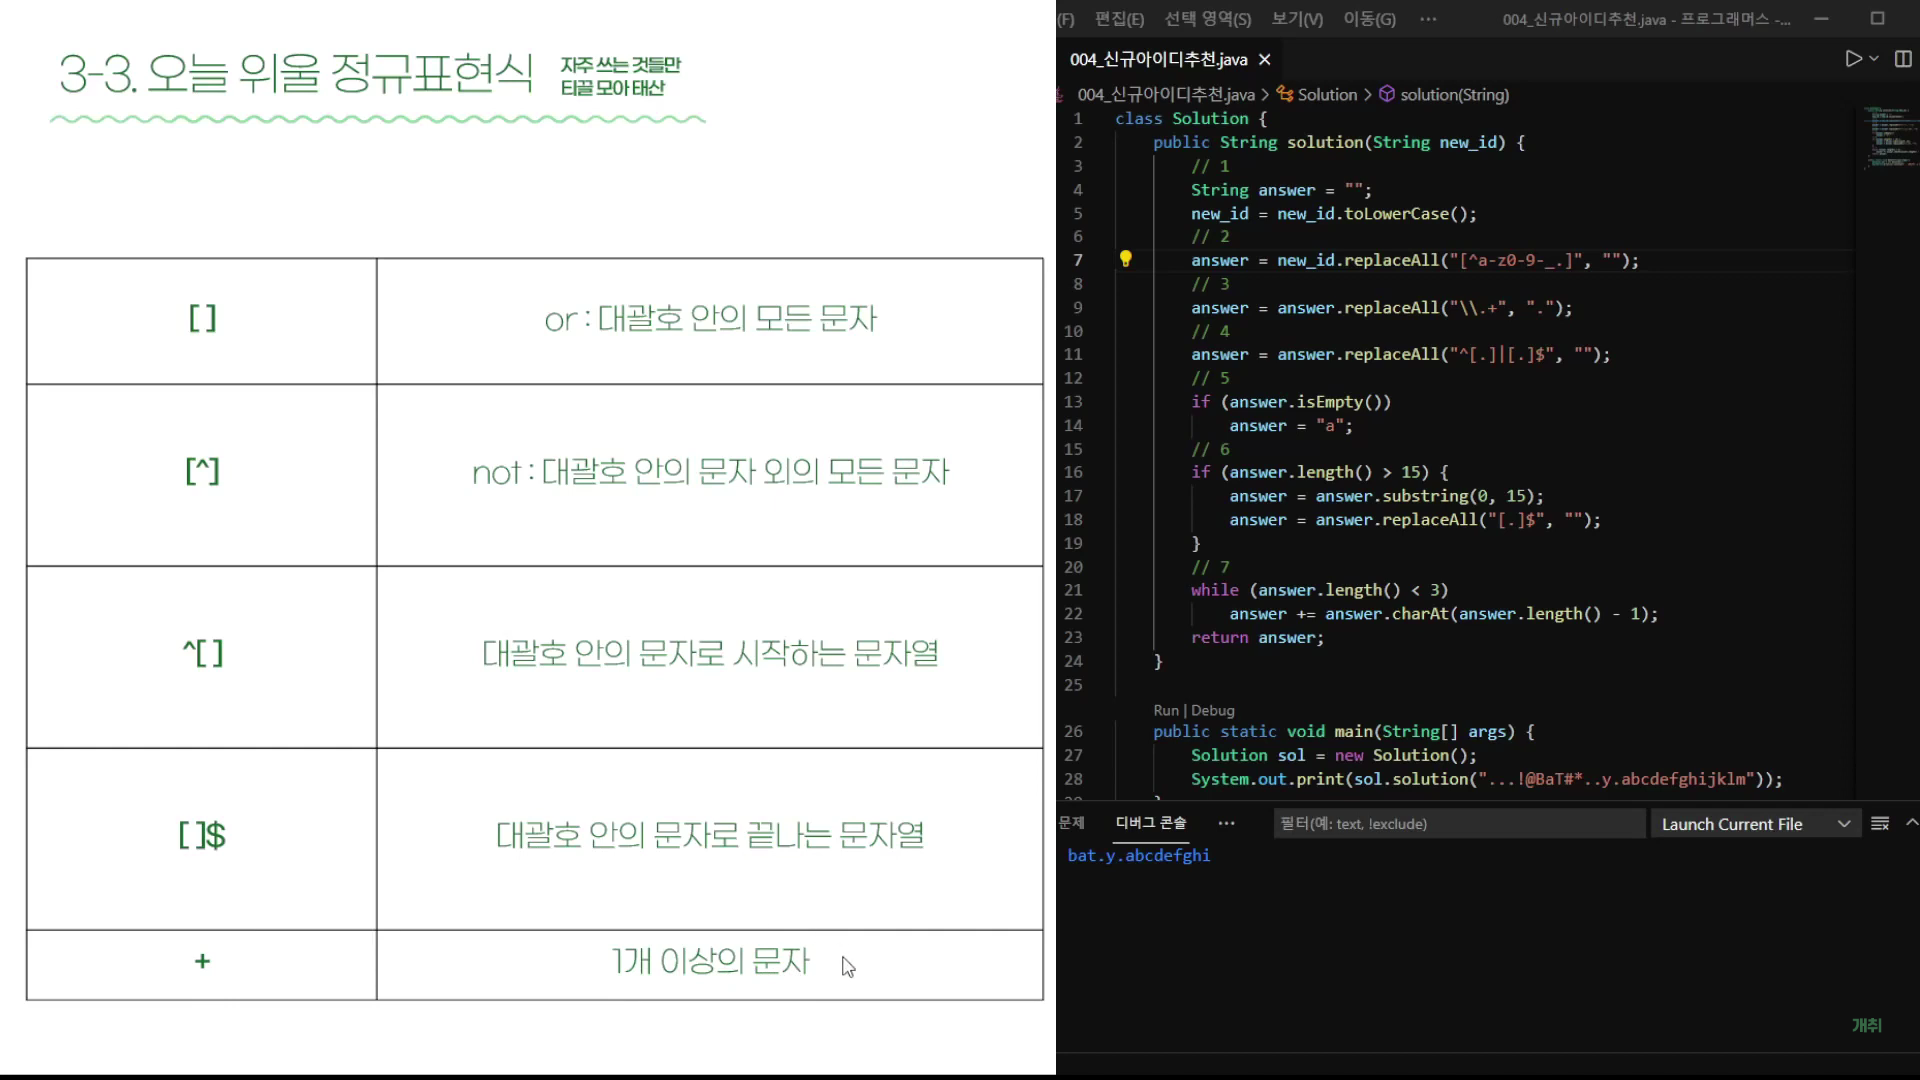 3-3. 오늘 위울 정규표현식
자주 쓰는 것들만
티끌 모아 태산
[ ]
or : 대괄호 안의 모든 문자
[^]
not : 대괄호 안의 문자 외의 모든 문자
^[ ]
대괄호 안의 문자로 시작하는 문자열
[ ]$
대괄호 안의 문자로 끝나는 문자열
+
1개 이상의 문자
(F) 편집(E) 선택 영역(S) 보기(V) 이동(G) ··· 004_신규아이디추천.java - 프로그래머스 -...
004_신규아이디추천.java
004_신규아이디추천.java > Solution > solution(String)
1 class Solution {
2 public String solution(String new_id) {
3 // 1
4 String answer = "";
5 new_id = new_id.toLowerCase();
6 // 2
7 answer = new_id.replaceAll("[^a-z0-9-_.]", "");
8 // 3
9 answer = answer.replaceAll("\\.+", ".");
10 // 4
11 answer = answer.replaceAll("^[.]|[.]$", "");
12 // 5
13 if (answer.isEmpty())
14 answer = "a";
15 // 6
16 if (answer.length() > 15) {
17 answer = answer.substring(0, 15);
18 answer = answer.replaceAll("[.]$", "");
19 }
20 // 7
21 while (answer.length() < 3)
22 answer += answer.charAt(answer.length() - 1);
23 return answer;
24 }
25
Run | Debug
26 public static void main(String[] args) {
27 Solution sol = new Solution();
28 System.out.print(sol.solution("...!@BaT#*..y.abcdefghijklm"));
문제 디버그 콘솔 ··· 필터(예: text, !exclude) Launch Current File
bat.y.abcdefghi
개취